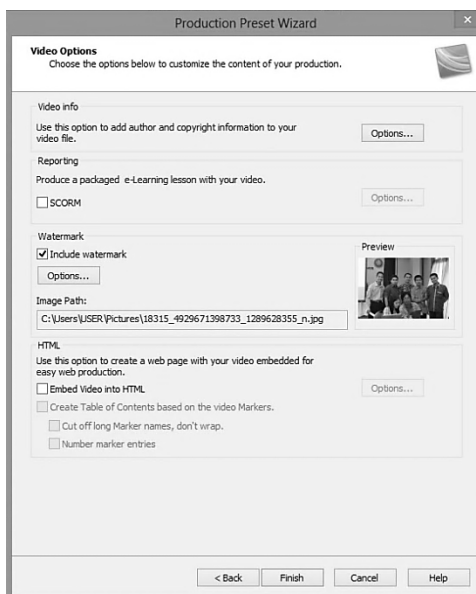 Production Preset Wizard
Video Options
Choose the options below to customize the content of your production.
Video info
Use this option to add author and copyright information to your
video file.
Options...
Reporting
Produce a packaged e-Learning lesson with your video.
SCORM
Options...
Watermark
Include watermark
Options...
Preview
Image Path:
C:\Users\USER\Pictures\18315_4929671398733_1289628355_n.jpg
HTML
Use this option to create a web page with your video embedded for
easy web production.
Embed Video into HTML
Options...
Create Table of Contents based on the video Markers.
Cut off long Marker names, don't wrap.
Number marker entries
< Back
Finish
Cancel
Help